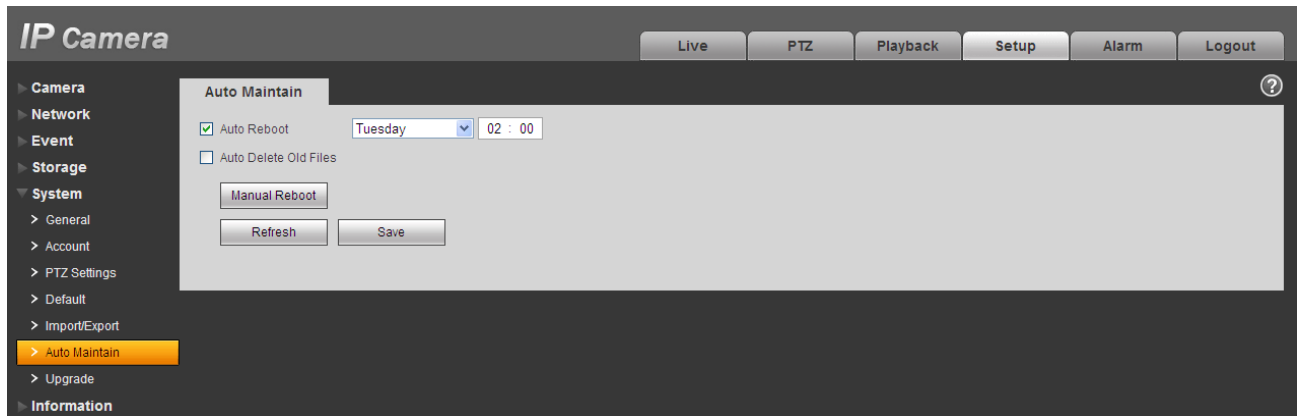 IP Camera
Live PTZ Playback Setup Alarm Logout
Camera
Network
Event
Storage
System
> General
> Account
> PTZ Settings
> Default
> Import/Export
> Auto Maintain
> Upgrade
Information
Auto Maintain
?
Auto Reboot Tuesday 02 : 00
Auto Delete Old Files
Manual Reboot
Refresh Save